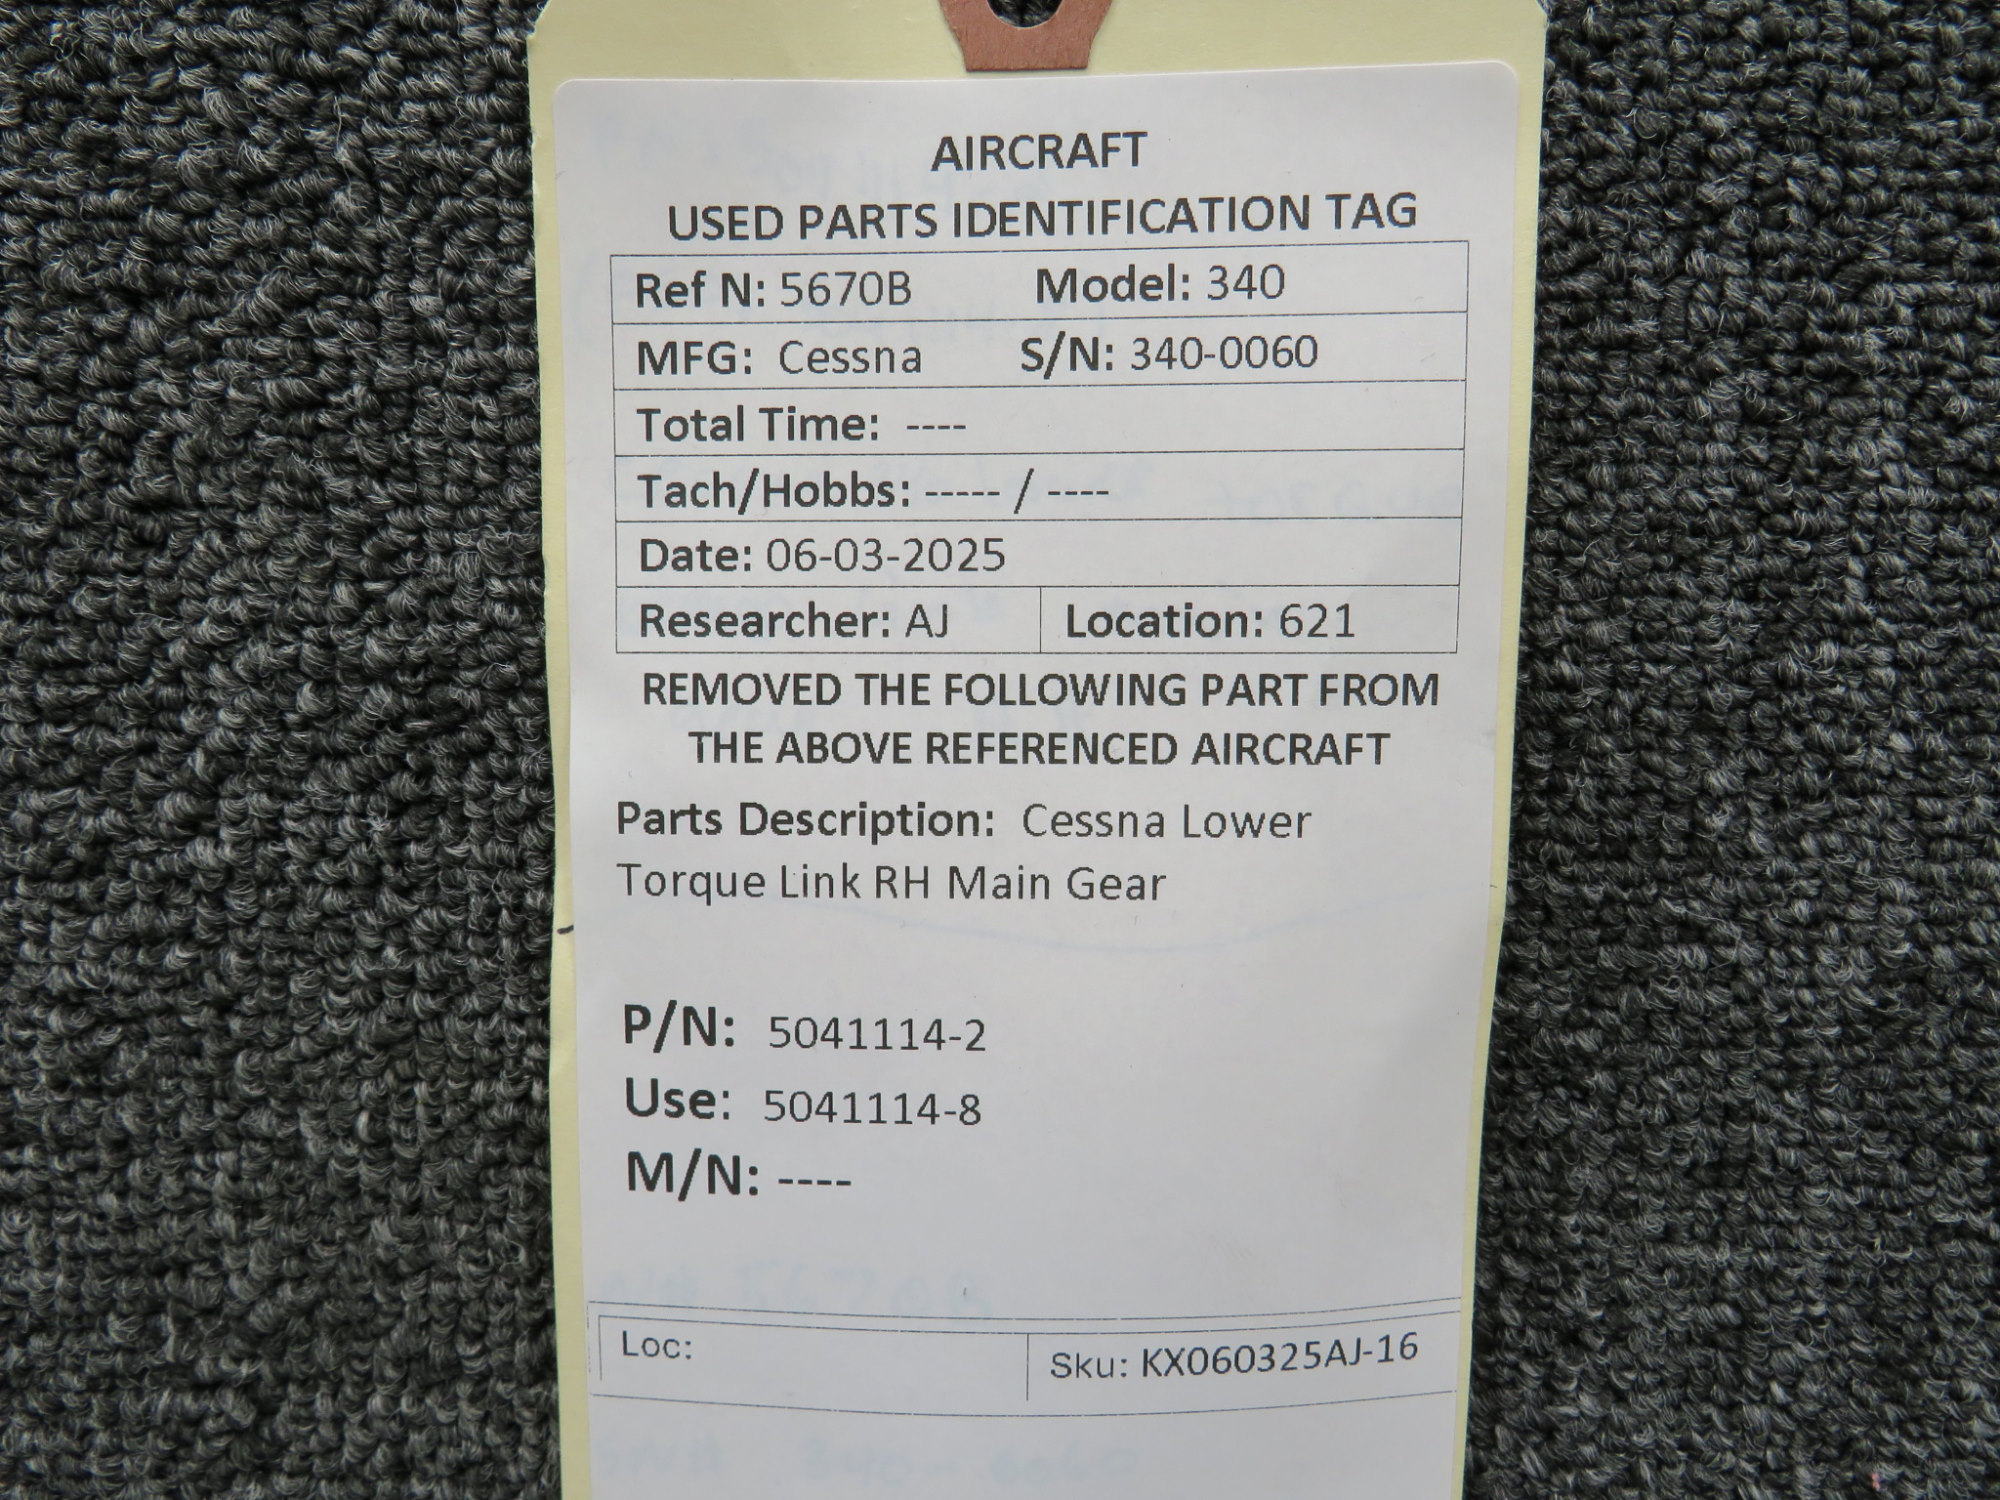 AIRCRAFT
USED PARTS IDENTIFICATION TAG
Ref N: 5670B Model: 340
MFG: Cessna S/N: 340-0060
Total Time: ----
Tach/Hobbs: ----- / ----
Date: 06-03-2025
Researcher: AJ Location: 621
REMOVED THE FOLLOWING PART FROM
THE ABOVE REFERENCED AIRCRAFT
Parts Description: Cessna Lower
Torque Link RH Main Gear
P/N: 5041114-2
Use: 5041114-8
M/N: ----
Loc: Sku: KX060325AJ-16